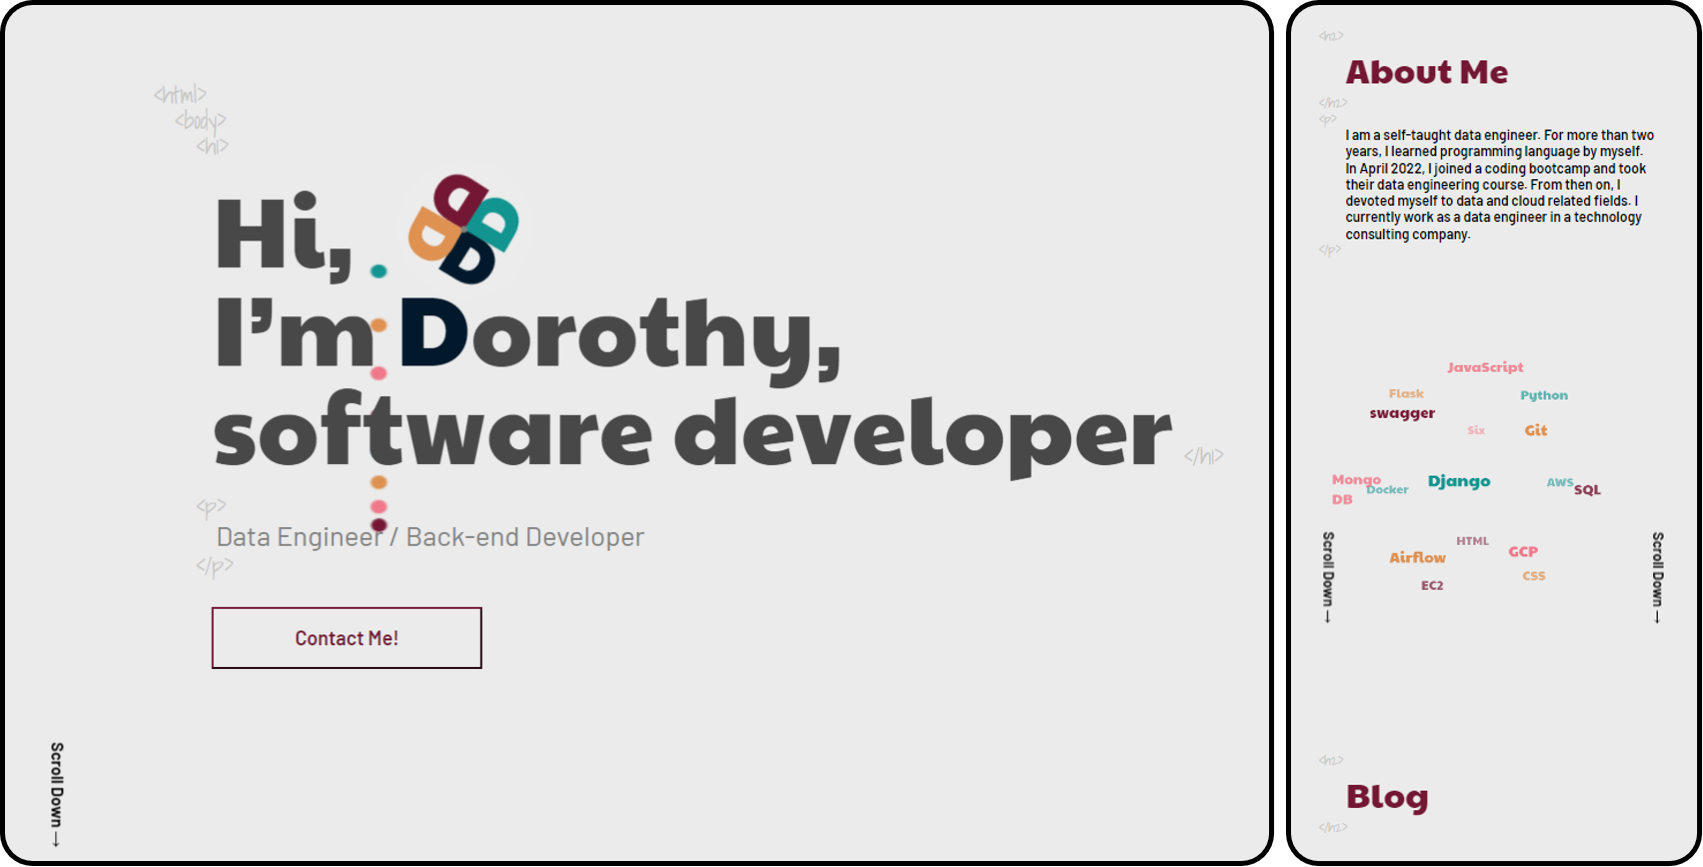 <html>
<body>
<h1>
Hi,
I'm Dorothy,
software developer
</h1>
<p>
Data Engineer / Back-end Developer
</p>
Contact Me!
Scroll Down →
<h2>
About Me
</h2>
<p>
I am a self-taught data engineer. For more than two
years, I learned programming language by myself.
In April 2022, I joined a coding bootcamp and took
their data engineering course. From then on, I
devoted myself to data and cloud related fields. I
currently work as a data engineer in a technology
consulting company.
</p>
JavaScript
Flask
Python
swagger
Six
Git
Mongo
DB
Docker
Django
AWS
SQL
HTML
GCP
Airflow
CSS
EC2
Scroll Down →
Scroll Down →
<h2>
Blog
</h2>